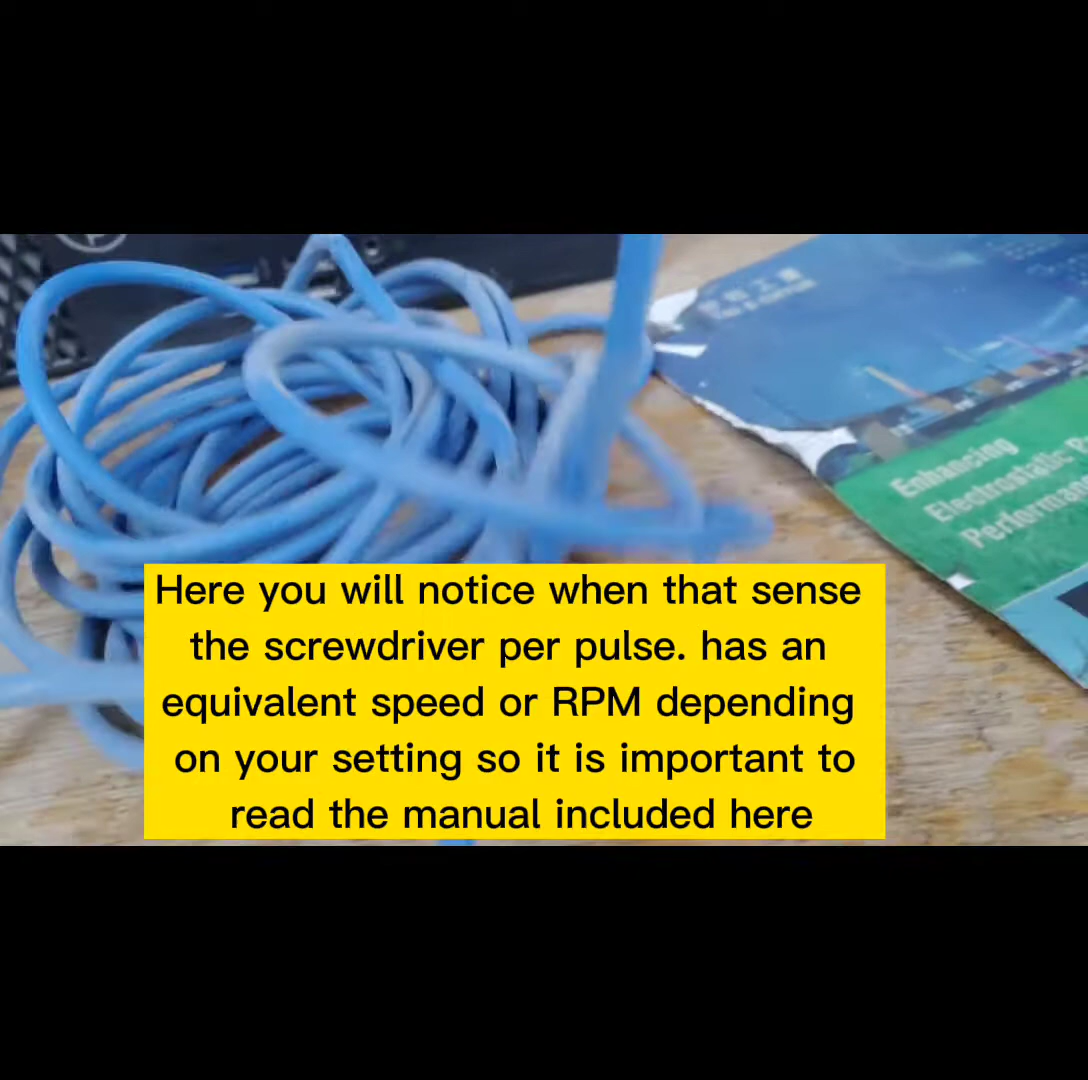 Enhancing
Electrostatic
Here you will notice when that sense
the screwdriver per pulse. has an
equivalent speed or RPM depending
on your setting so it is important to
read the manual included here